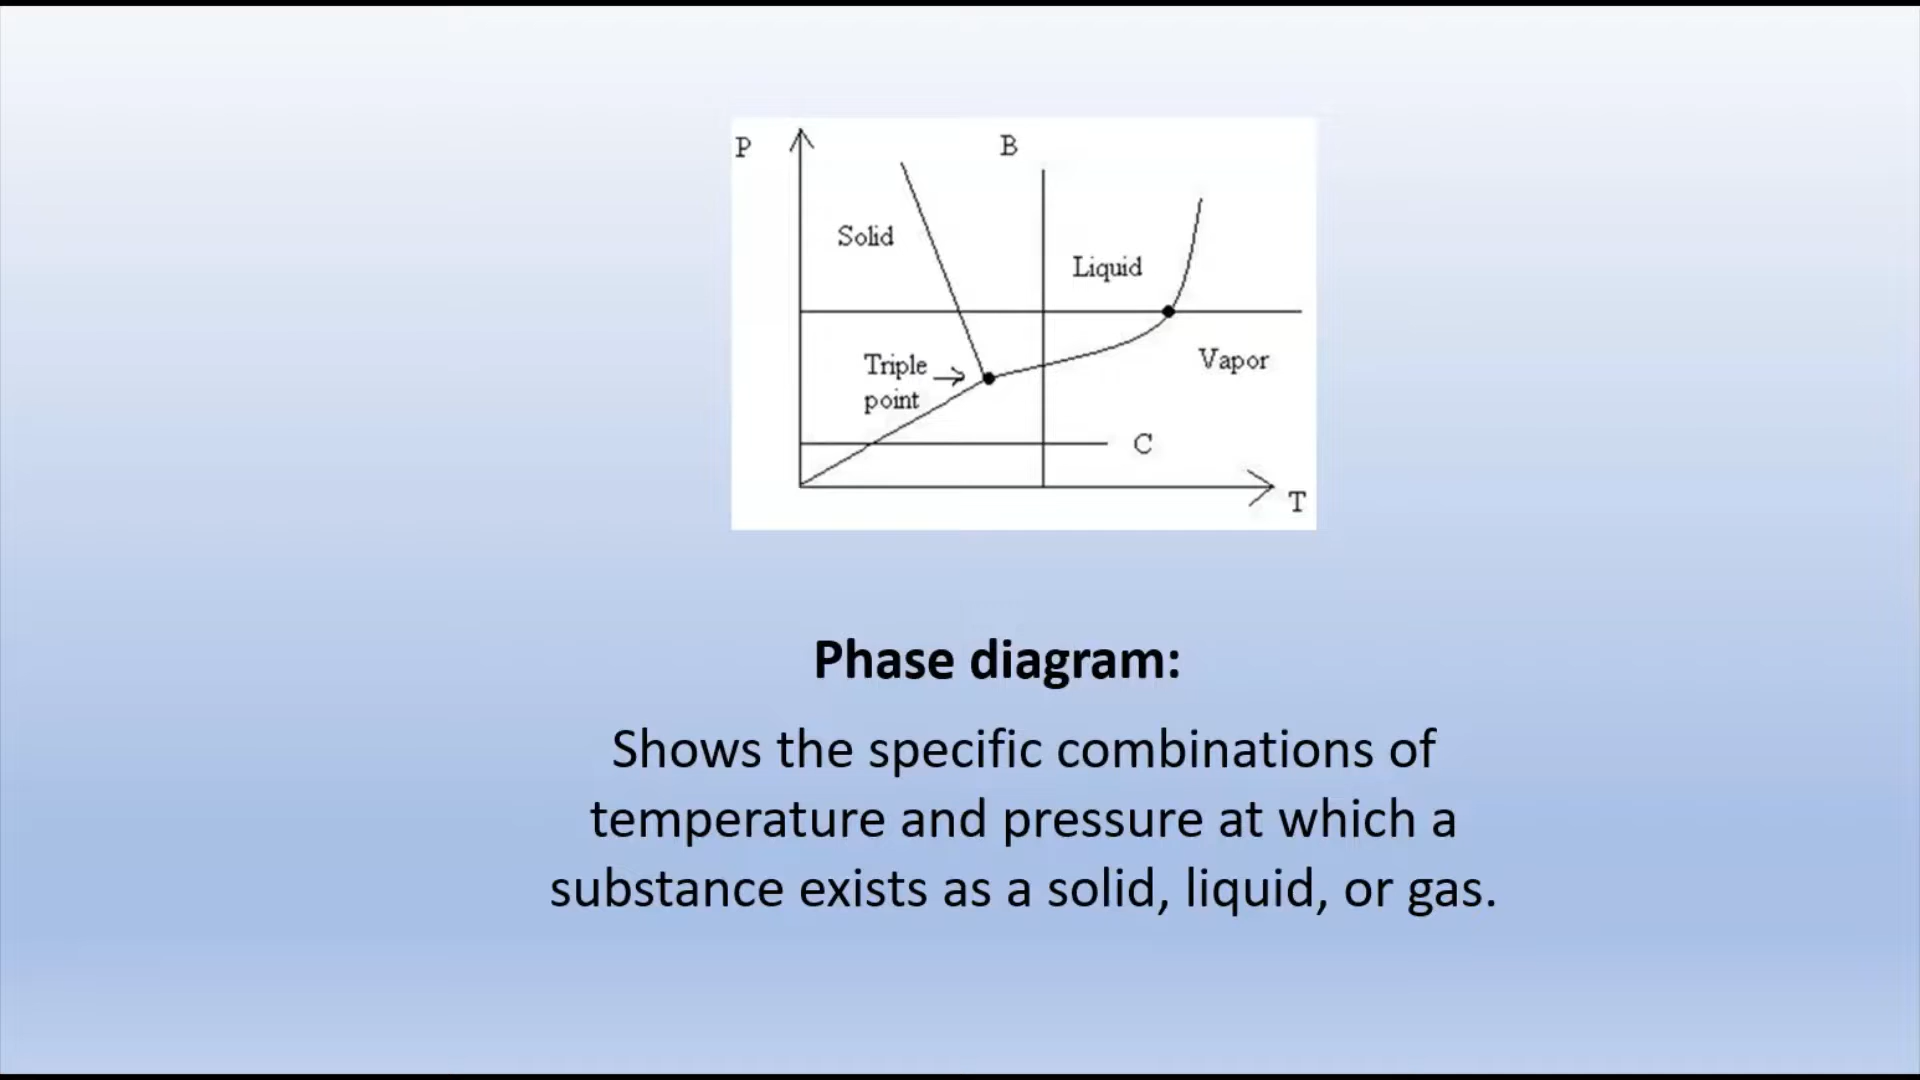 P
B
Solid
Liquid
Triple
point
Vapor
C
T
Phase diagram:
Shows the specific combinations of
temperature and pressure at which a
substance exists as a solid, liquid, or gas.